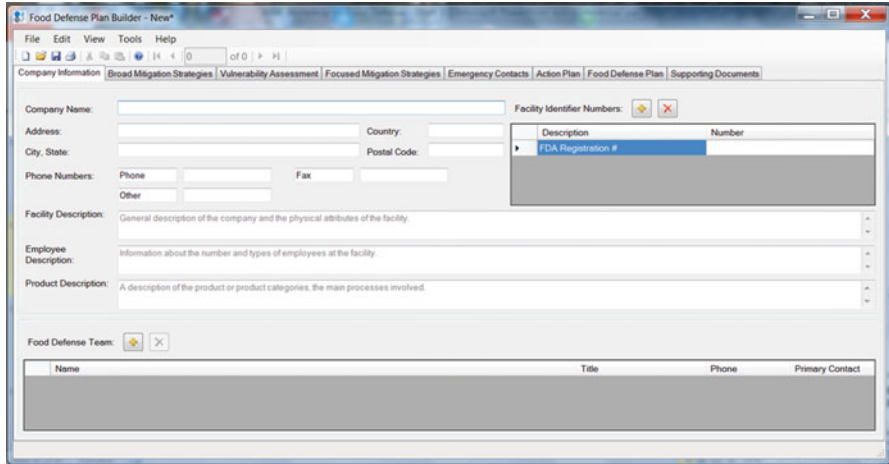 Food Defense Plan Builder - New*
File Edit View Tools Help
0 of 0
Company Information Broad Mitigation Strategies Vulnerability Assessment Focused Mitigation Strategies Emergency Contacts Action Plan Food Defense Plan Supporting Documents
Company Name: Facility Identifier Numbers:
Address: Country: Description Number
City, State: Postal Code: FDA Registration #
Phone Numbers: Phone Fax
Other
Facility Description: General description of the company and the physical attributes of the facility.
Employee
Description: Information about the number and types of employees at the facility.
Product Description: A description of the product or product categories, the main processes involved.
Food Defense Team:
Name Title Phone Primary Contact